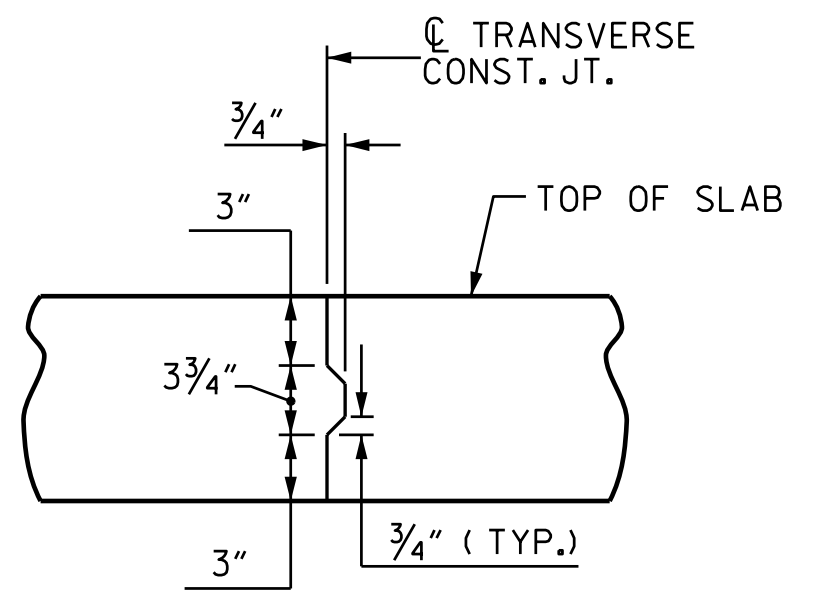 ℄ TRANSVERSE
CONST. JT.
3/4"
TOP OF SLAB
3"
3 3/4"
3/4" (TYP.)
3"